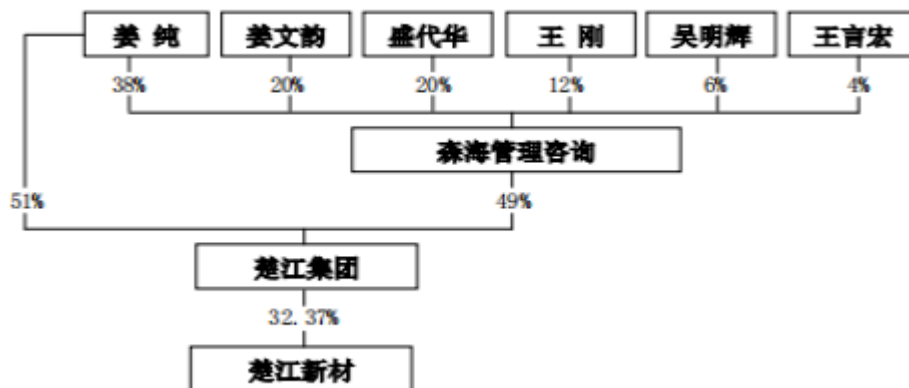 姜 纯 姜文韵 盛代华 王 刚 吴明辉 王言宏
38% 20% 20% 12% 6% 4%
森海管理咨询
51% 49%
楚江集团
32.37%
楚江新材